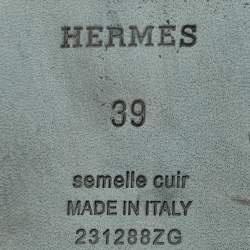 HERMÈS
39
semelle cuir
MADE IN ITALY
231288ZG